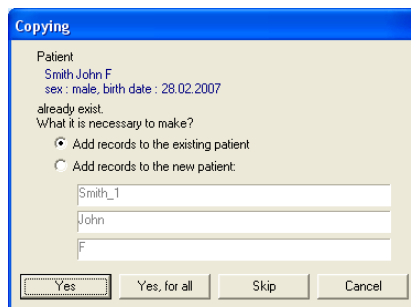 Copying
Patient
Smith John F
sex : male, birth date : 28.02.2007
already exist.
What it is necessary to make?
Add records to the existing patient
Add records to the new patient:
Smith_1
John
F
Yes Yes, for all Skip Cancel